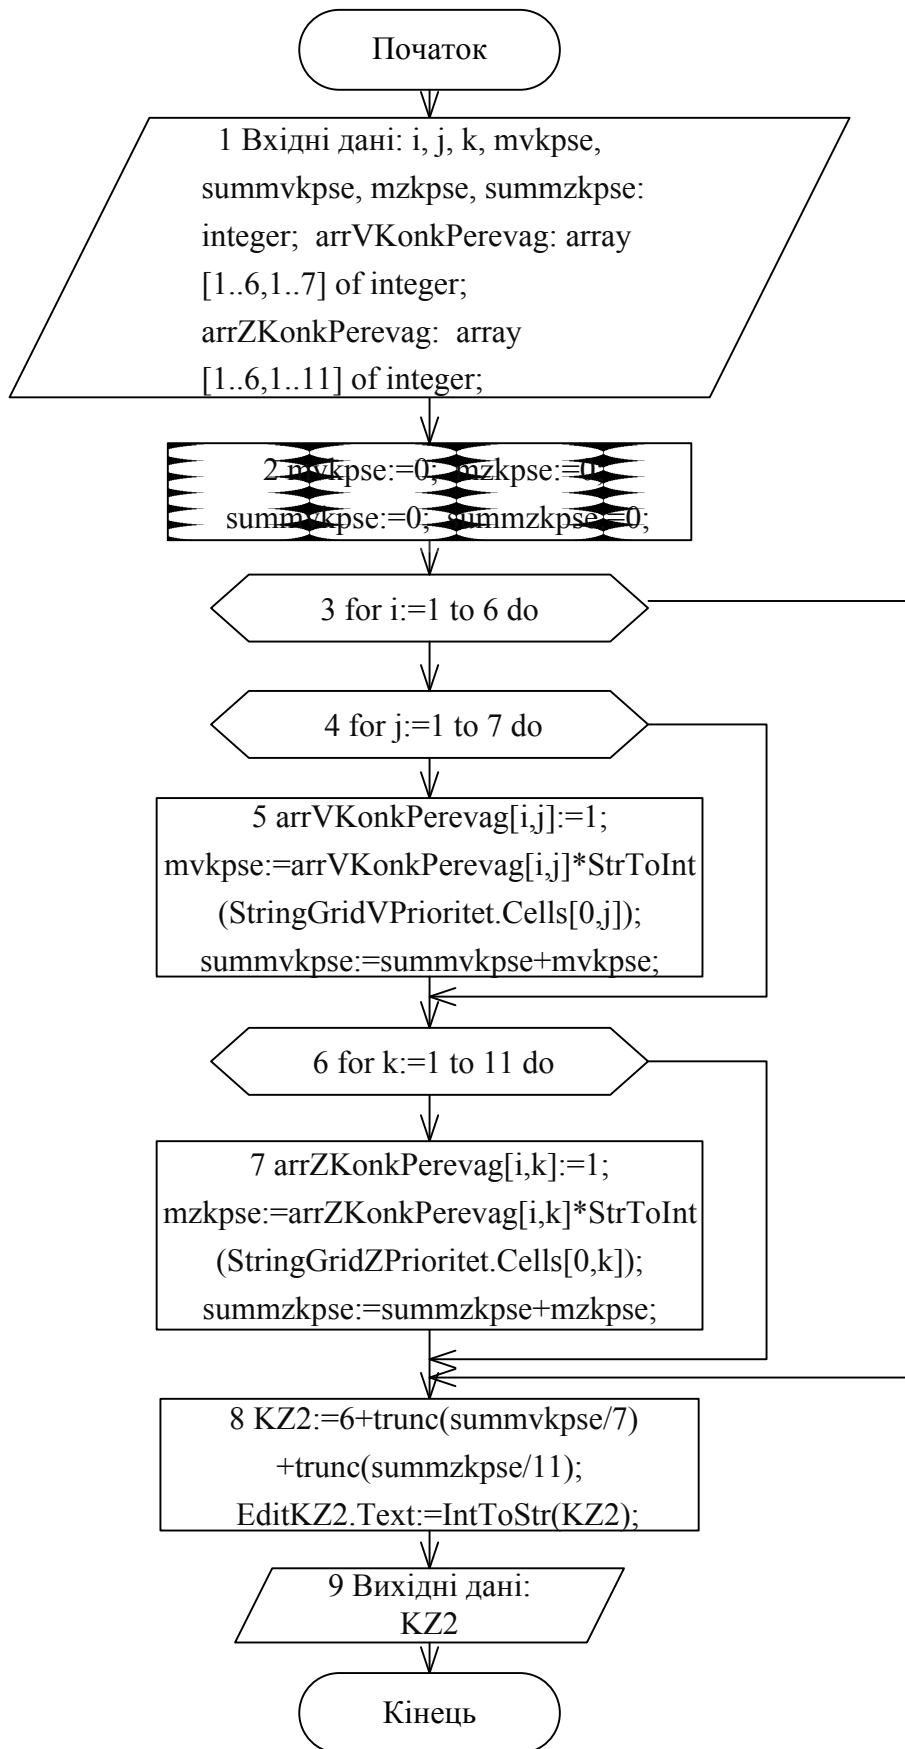 Початок
1 Вхідні дані: i, j, k, mvkpse,
summvkpse, mzkpse, summzkpse:
integer;  arrVKonkPerevag: array
[1..6,1..7] of integer;
arrZKonkPerevag:  array
[1..6,1..11] of integer;
2 mvkpse:=0;  mzkpse:=0;
summvkpse:=0;  summzkpse:=0;
3 for i:=1 to 6 do
4 for j:=1 to 7 do
5 arrVKonkPerevag[i,j]:=1;
mvkpse:=arrVKonkPerevag[i,j]*StrToInt
(StringGridVPrioritet.Cells[0,j]);
summvkpse:=summvkpse+mvkpse;
6 for k:=1 to 11 do
7 arrZKonkPerevag[i,k]:=1;
mzkpse:=arrZKonkPerevag[i,k]*StrToInt
(StringGridZPrioritet.Cells[0,k]);
summzkpse:=summzkpse+mzkpse;
8 KZ2:=6+trunc(summvkpse/7)
+trunc(summzkpse/11);
EditKZ2.Text:=IntToStr(KZ2);
9 Вихідні дані:
KZ2
Кінець